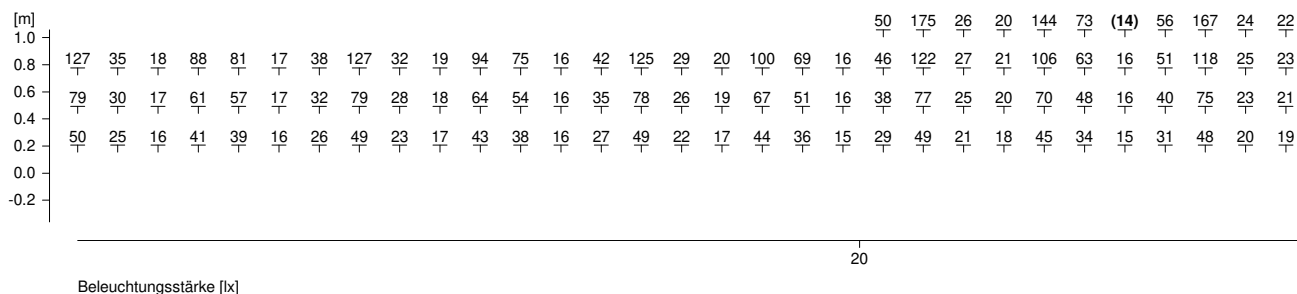 [m]
50 175 26 20 144 73 (14) 56 167 24 22
1.0
127 35 18 88 81 17 38 127 32 19 94 75 16 42 125 29 20 100 69 16 46 122 27 21 106 63 16 51 118 25 23
0.8
79 30 17 61 57 17 32 79 28 18 64 54 16 35 78 26 19 67 51 16 38 77 25 20 70 48 16 40 75 23 21
0.6
0.4
50 25 16 41 39 16 26 49 23 17 43 38 16 27 49 22 17 44 36 15 29 49 21 18 45 34 15 31 48 20 19
0.2
0.0
-0.2
20
Beleuchtungsstärke [lx]